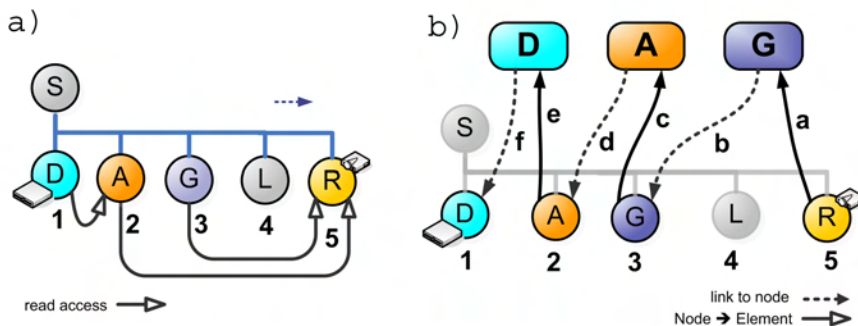 a)
S
D A G L R
1 2 3 4 5
read access
b)
D A G
f e d c b a
S
D A G L R
1 2 3 4 5
link to node
Node ➔ Element